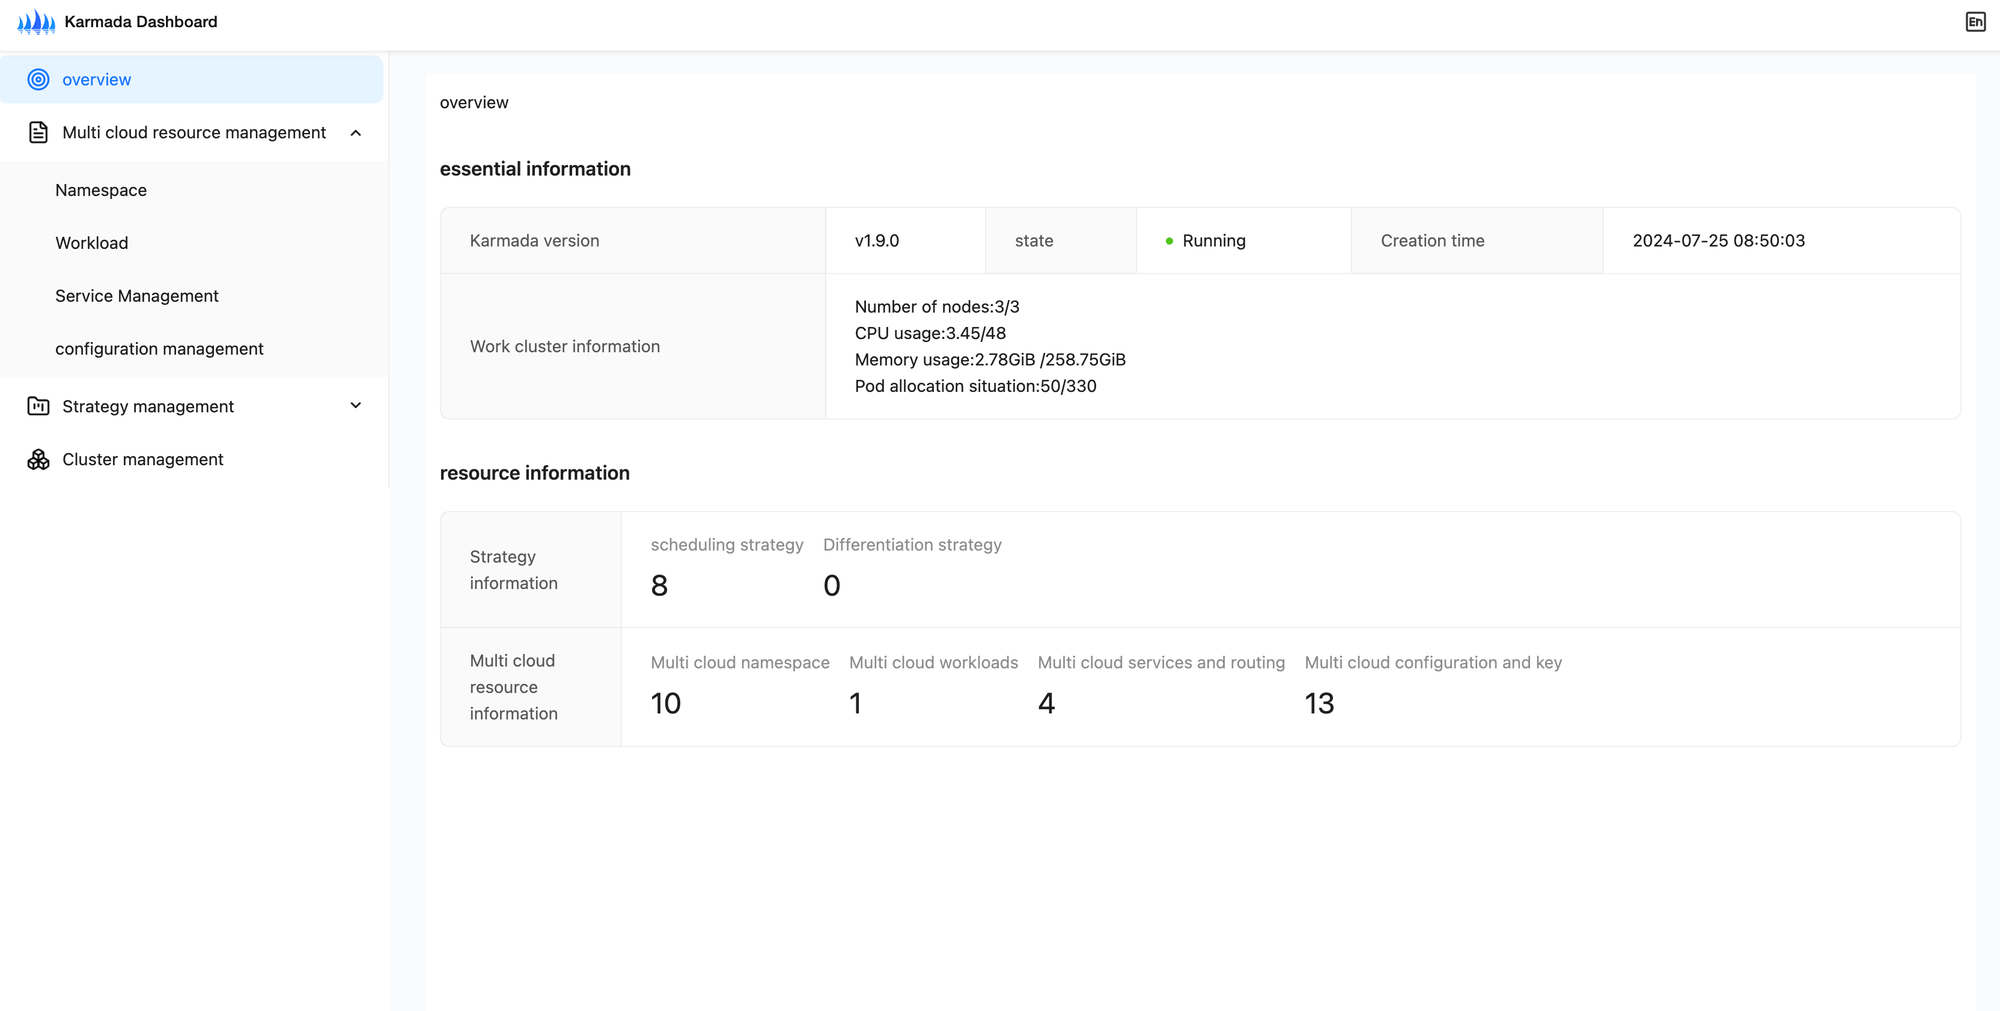 Karmada Dashboard
En
overview
Multi cloud resource management
Namespace
Workload
Service Management
configuration management
Strategy management
Cluster management
overview
essential information
Karmada version
v1.9.0
state
Running
Creation time
2024-07-25 08:50:03
Work cluster information
Number of nodes:3/3
CPU usage:3.45/48
Memory usage:2.78GiB /258.75GiB
Pod allocation situation:50/330
resource information
Strategy
information
scheduling strategy
8
Differentiation strategy
0
Multi cloud
resource
information
Multi cloud namespace
10
Multi cloud workloads
1
Multi cloud services and routing
4
Multi cloud configuration and key
13